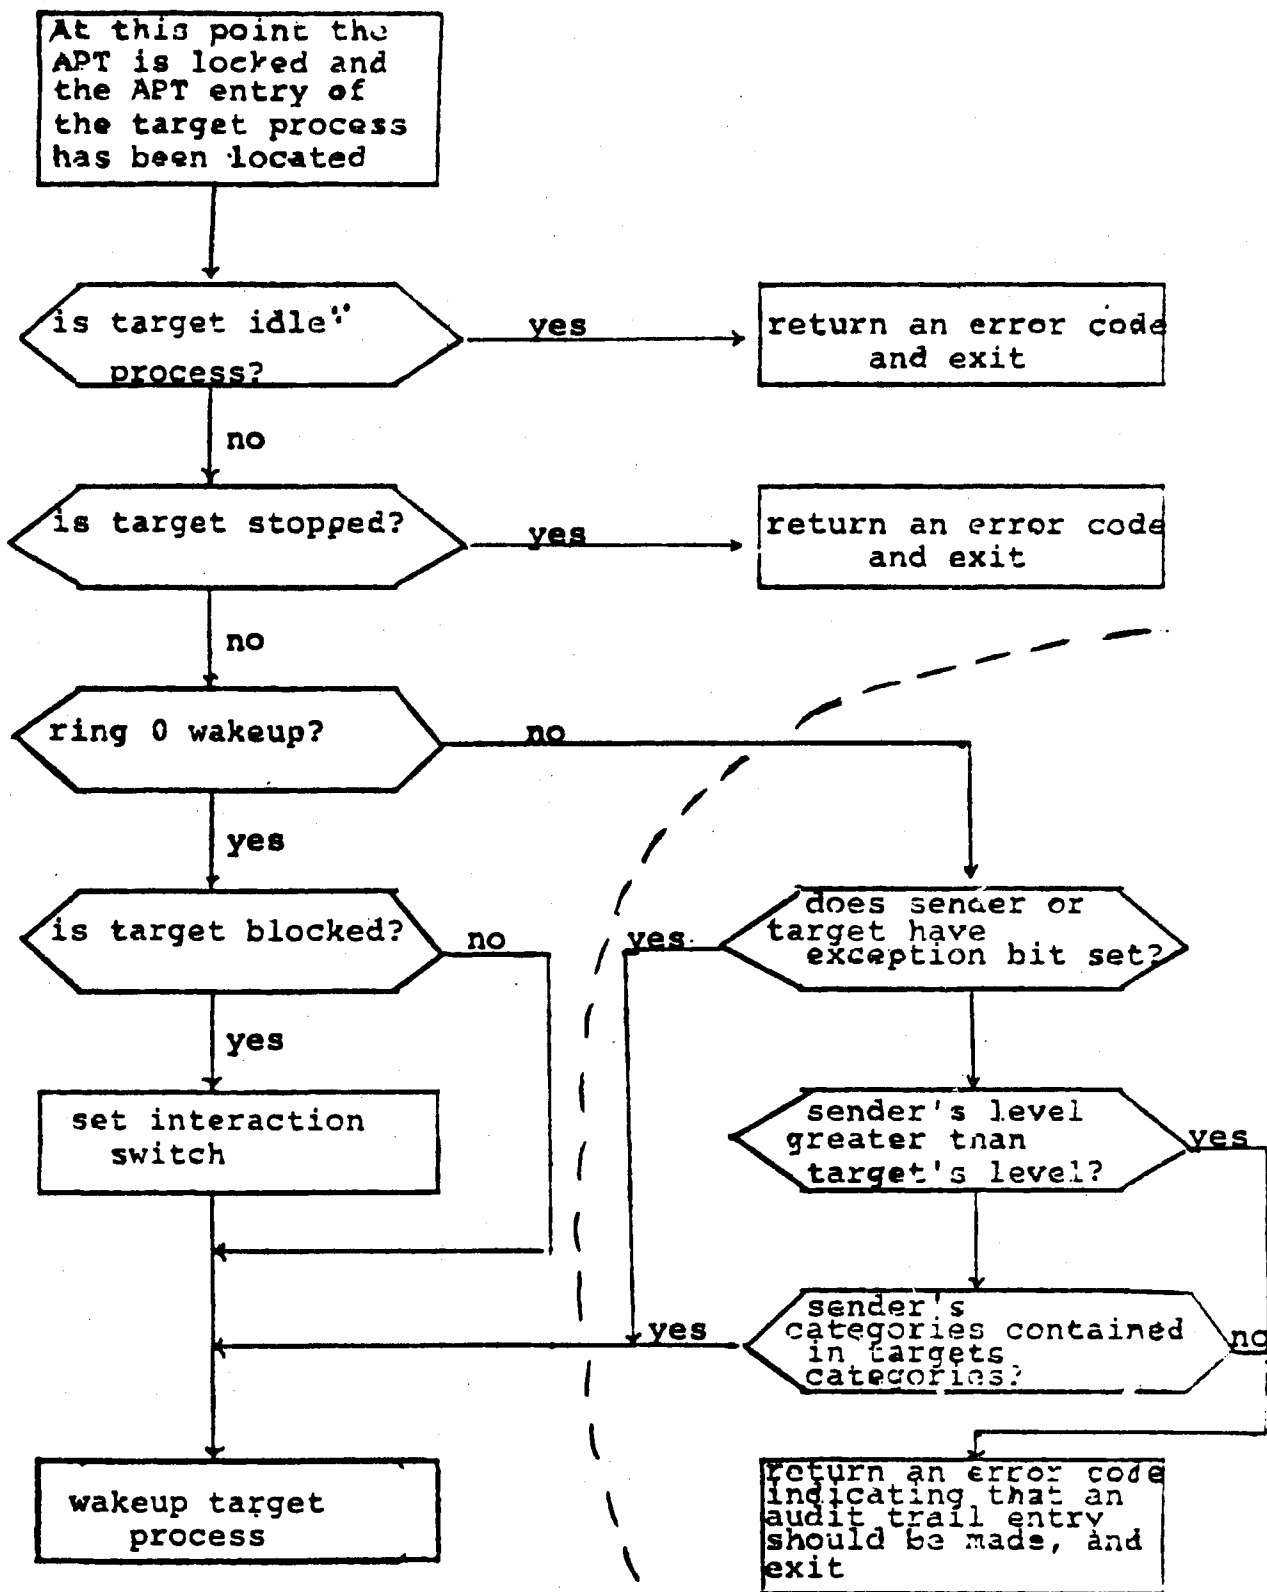 At this point the
APT is locked and
the APT entry of
the target process
has been located
is target idle
process?
yes
return an error code
and exit
no
is target stopped?
yes
return an error code
and exit
no
ring 0 wakeup?
no
yes
is target blocked?
no
yes
does sender or
target have
exception bit set?
yes
set interaction
switch
sender's level
greater than
target's level?
yes
sender's
categories contained
in targets
categories?
yes
no
wakeup target
process
return an error code
indicating that an
audit trail entry
should be made, and
exit